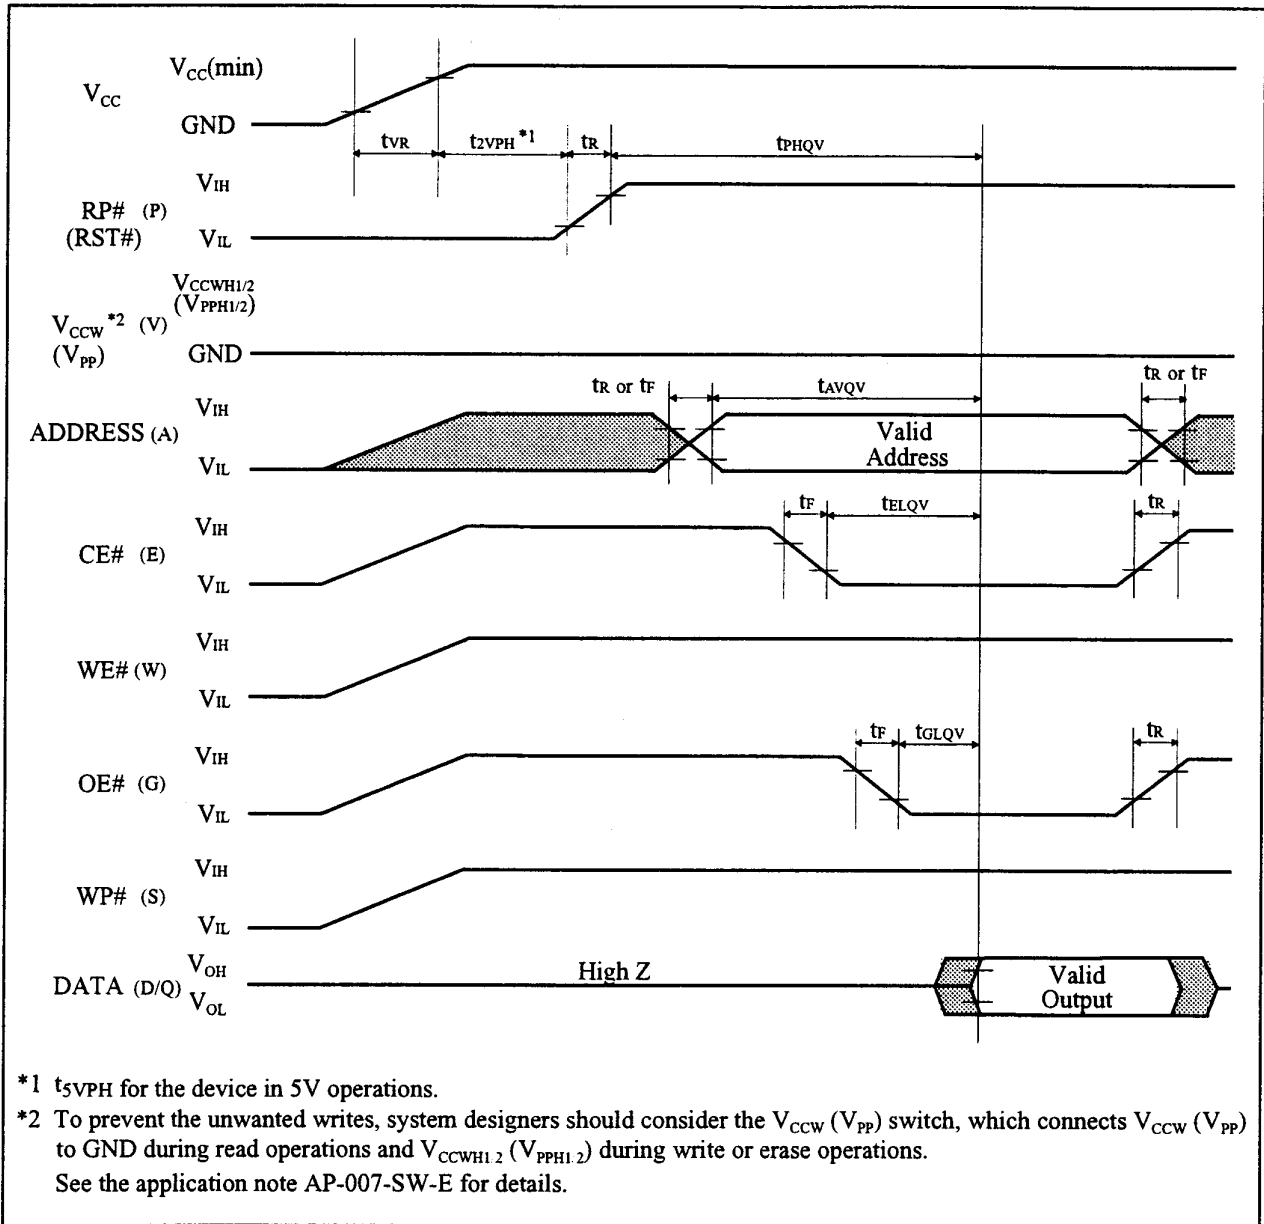 VCC
VCC(min)
GND
tVR
t2VPH *1
tR
tPHQV
RP# (P)
(RST#)
VIH
VIL
VCCW *2 (V)
(VPP)
VCCWH1/2
(VPPH1/2)
GND
ADDRESS (A)
VIH
VIL
tR or tF
tAVQV
tR or tF
Valid
Address
CE# (E)
VIH
VIL
tF
tELQV
tR
WE# (W)
VIH
VIL
OE# (G)
VIH
VIL
tF
tGLQV
tR
WP# (S)
VIH
VIL
DATA (D/Q)
VOH
VOL
High Z
Valid
Output
*1 t5VPH for the device in 5V operations.
*2 To prevent the unwanted writes, system designers should consider the VCCW (VPP) switch, which connects VCCW (VPP)
to GND during read operations and VCCWH1/2 (VPPH1/2) during write or erase operations.
See the application note AP-007-SW-E for details.